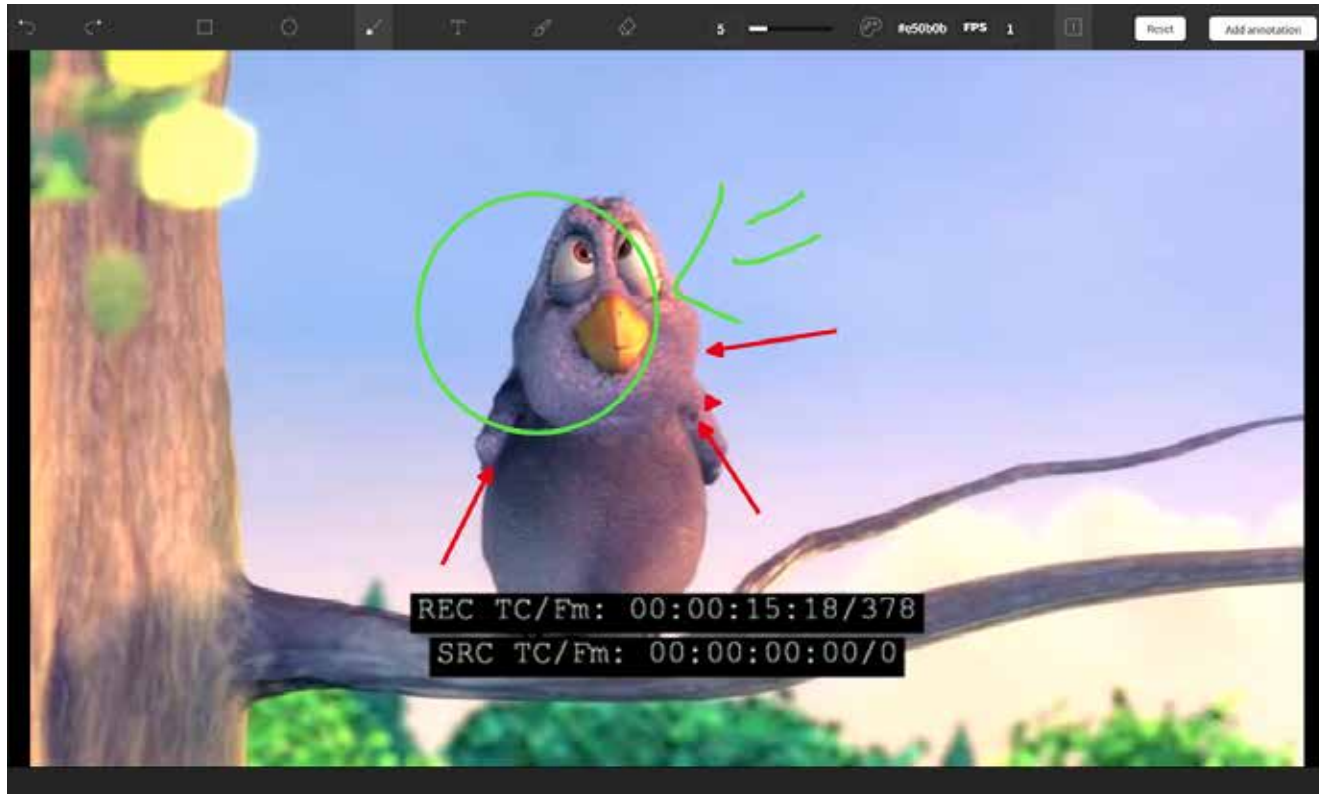 5 #e50b0b FPS 1 Reset Add annotation
REC TC/Fm: 00:00:15:18/378
SRC TC/Fm: 00:00:00:00/0